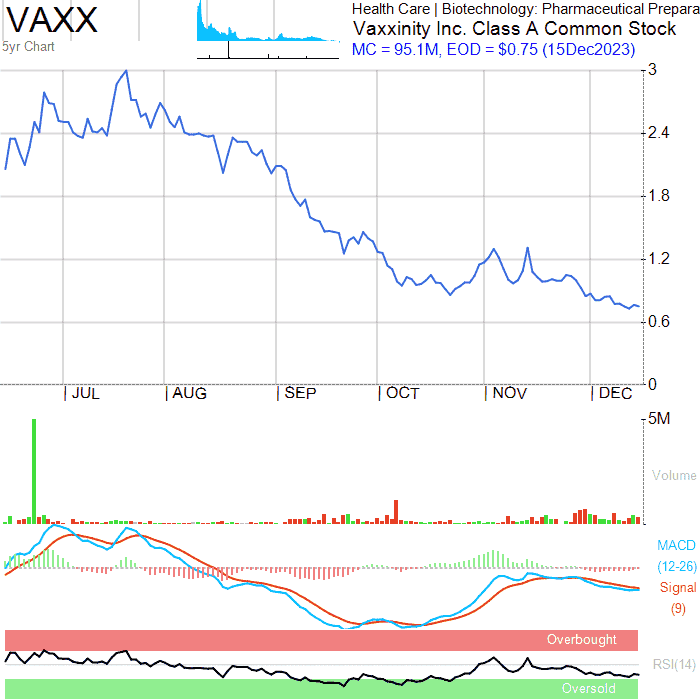 VAXX
5yr Chart
Health Care | Biotechnology: Pharmaceutical Prepara
Vaxxinity Inc. Class A Common Stock
MC = 95.1M, EOD = $0.75 (15Dec2023)
3
2.4
1.8
1.2
0.6
0
JUL AUG SEP OCT NOV DEC
5M
Volume
MACD
(12-26)
Signal
(9)
Overbought
RSI(14)
Oversold